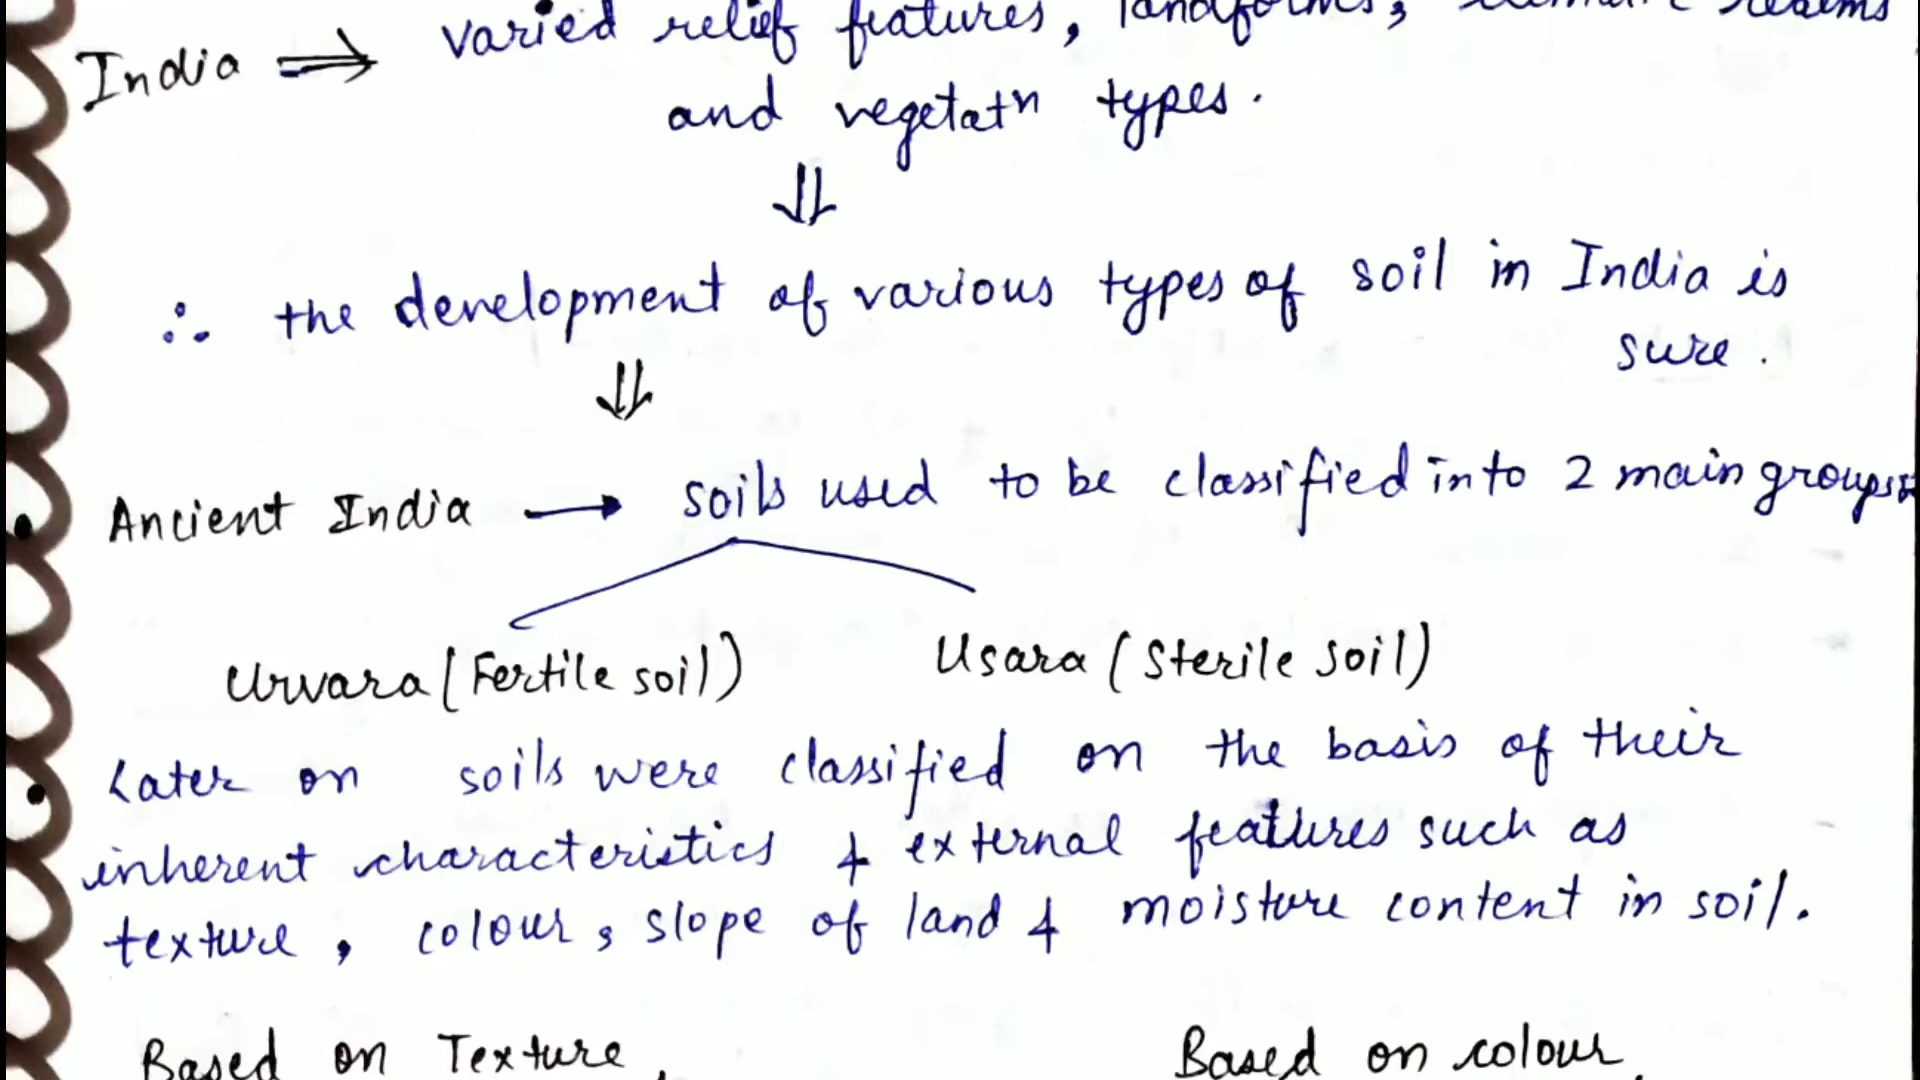 India ⇒ varied relief features, landforms, climatic realms
and vegetatn types.
⇓
∴ the development of various types of soil in India is
sure.
⇓
Ancient India → soils used to be classified into 2 main groups
Urvara (Fertile soil) Usara (Sterile soil)
Later on soils were classified on the basis of their
inherent characteristics & external features such as
texture, colour, slope of land & moisture content in soil.
Based on Texture Based on colour